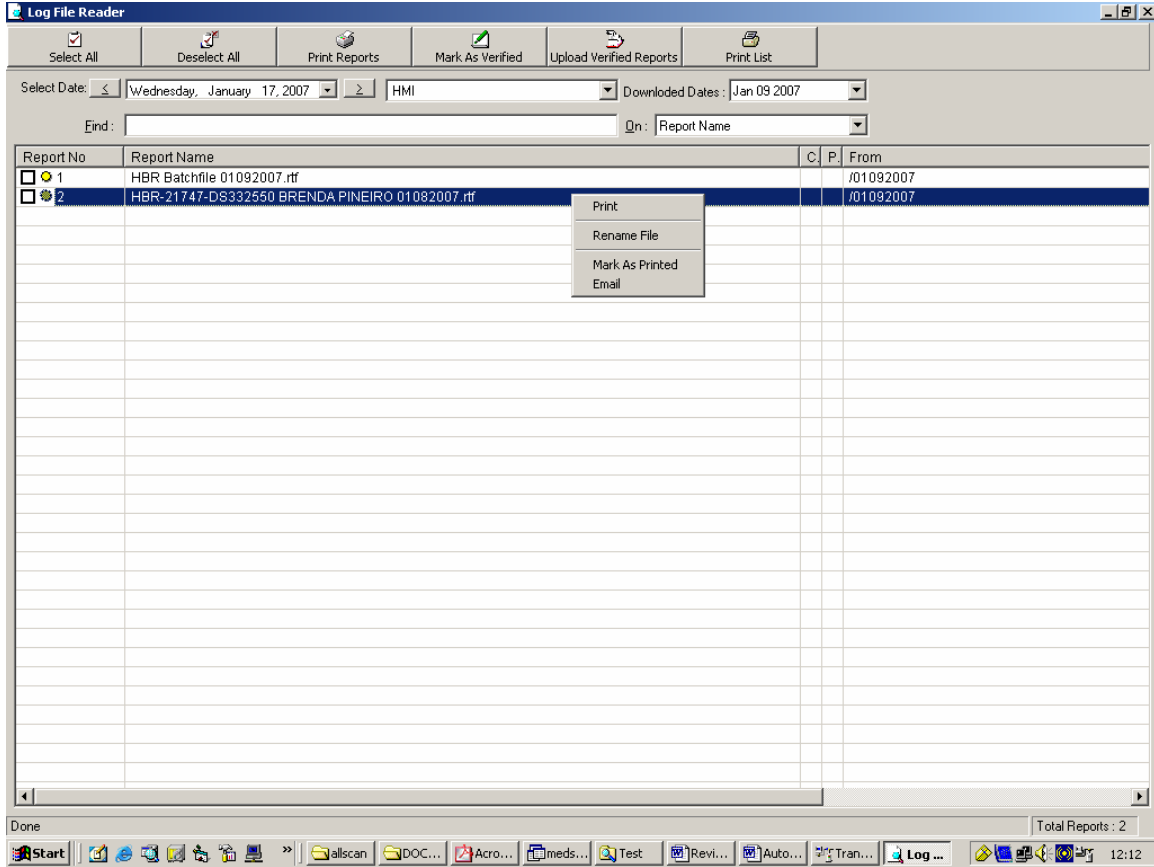 Log File Reader
Select All Deselect All Print Reports Mark As Verified Upload Verified Reports Print List
Select Date: < Wednesday, January 17, 2007 > HMI Downloded Dates : Jan 09 2007
Find : On : Report Name
Report No Report Name C. P. From
1 HBR Batchfile 01092007.rtf /01092007
2 HBR-21747-DS332550 BRENDA PINEIRO 01082007.rtf /01092007
Print
Rename File
Mark As Printed
Email
Done Total Reports : 2
Start » allscan DOC... Acro... meds... Test Revi... Auto... Tran... Log ... 12:12